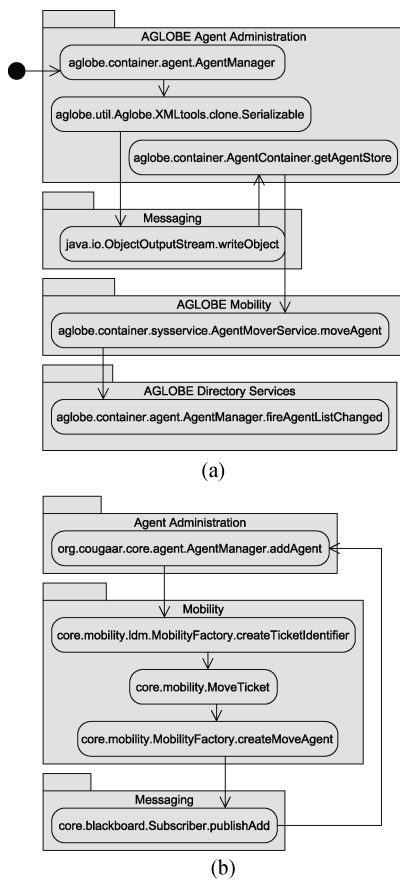 AGLOBE Agent Administration
aglobe.container.agent.AgentManager
aglobe.util.Aglobe.XMLtools.clone.Serializable
aglobe.container.AgentContainer.getAgentStore
Messaging
java.io.ObjectOutputStream.writeObject
AGLOBE Mobility
aglobe.container.sysservice.AgentMoverService.moveAgent
AGLOBE Directory Services
aglobe.container.agent.AgentManager.fireAgentListChanged
(a)
Agent Administration
org.cougaar.core.agent.AgentManager.addAgent
Mobility
core.mobility.ldm.MobilityFactory.createTicketIdentifier
core.mobility.MoveTicket
core.mobility.MobilityFactory.createMoveAgent
Messaging
core.blackboard.Subscriber.publishAdd
(b)